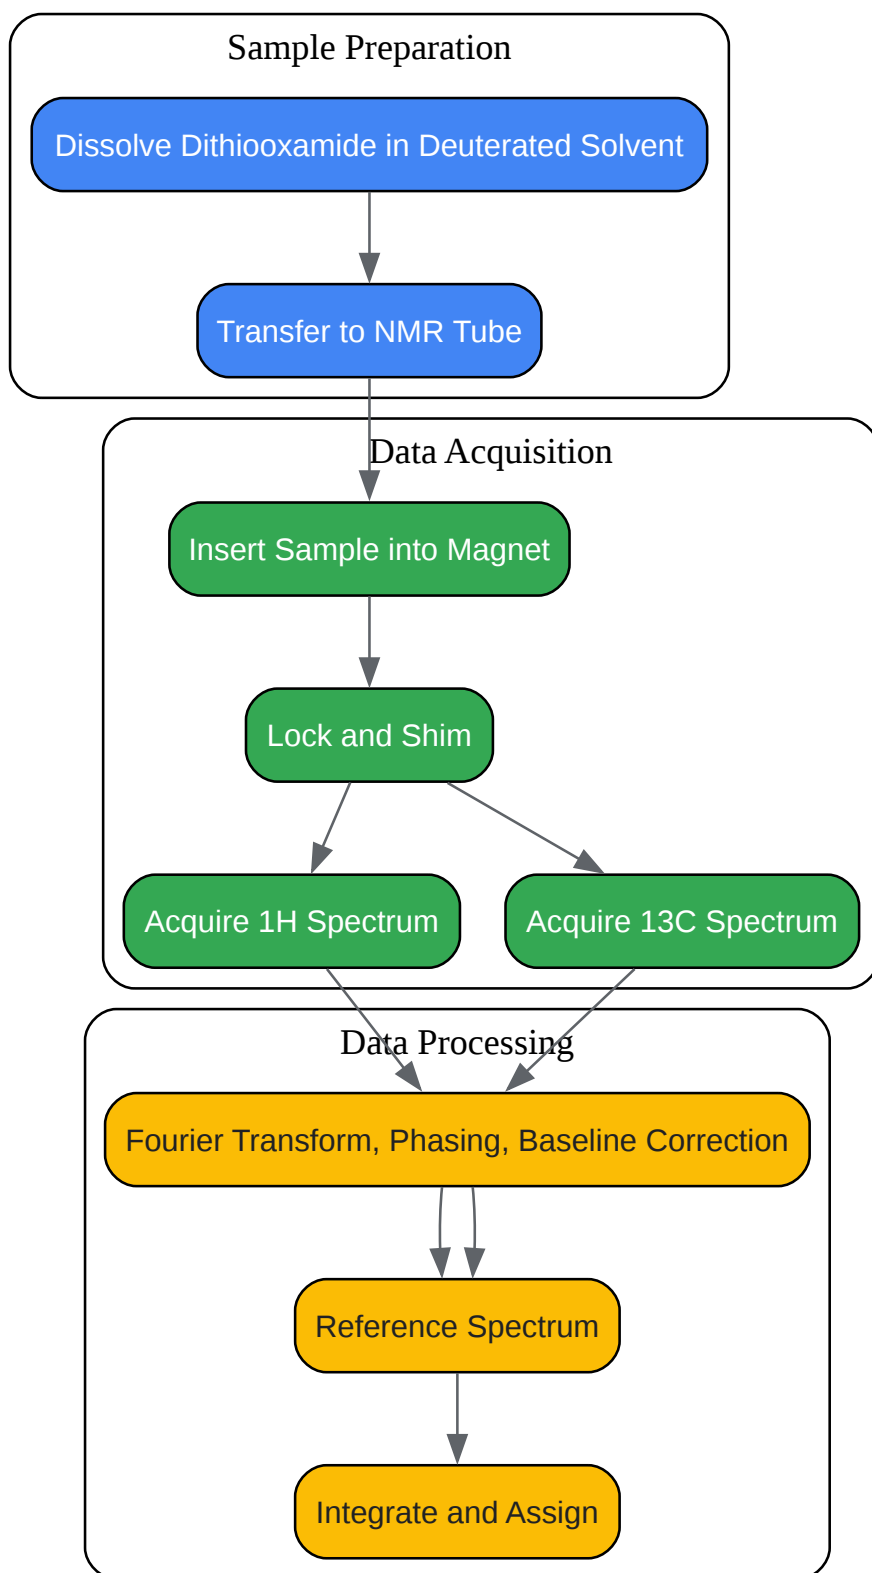 Sample Preparation
Dissolve Dithiooxamide in Deuterated Solvent
Transfer to NMR Tube
Data Acquisition
Insert Sample into Magnet
Lock and Shim
Acquire 1H Spectrum
Acquire 13C Spectrum
Data Processing
Fourier Transform, Phasing, Baseline Correction
Reference Spectrum
Integrate and Assign